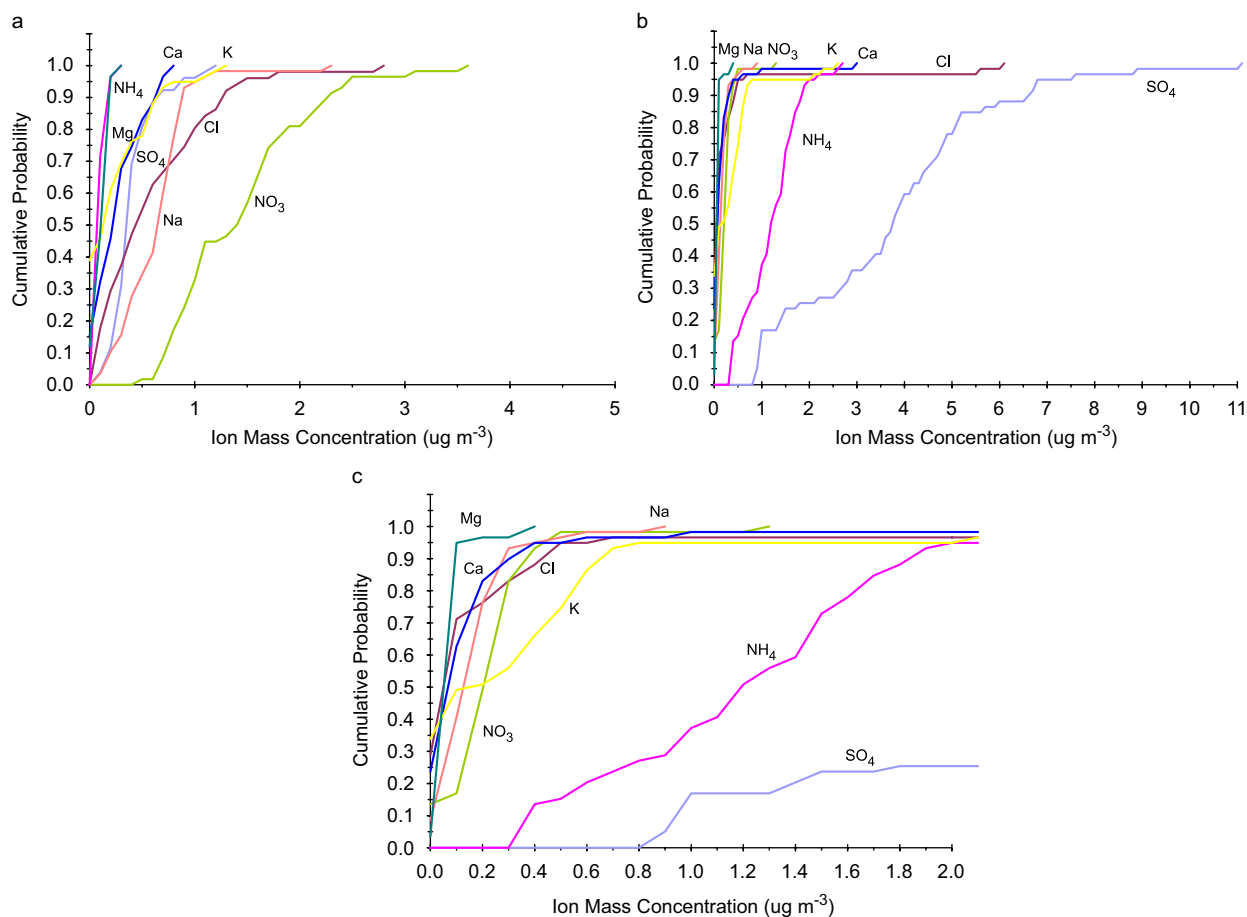 a
Cumulative Probability
1.0
0.9
0.8
0.7
0.6
0.5
0.4
0.3
0.2
0.1
0.0
0 1 2 3 4 5
Ion Mass Concentration (ug m⁻³)
Ca K
NH₄
Mg
SO₄
Cl
Na
NO₃
b
Cumulative Probability
1.0
0.9
0.8
0.7
0.6
0.5
0.4
0.3
0.2
0.1
0.0
0 1 2 3 4 5 6 7 8 9 10 11
Ion Mass Concentration (ug m⁻³)
Mg Na NO₃ K Ca
Cl
SO₄
NH₄
c
Cumulative Probability
1.0
0.9
0.8
0.7
0.6
0.5
0.4
0.3
0.2
0.1
0.0
0.0 0.2 0.4 0.6 0.8 1.0 1.2 1.4 1.6 1.8 2.0
Ion Mass Concentration (ug m⁻³)
Mg Na
Ca Cl
K
NH₄
NO₃
SO₄